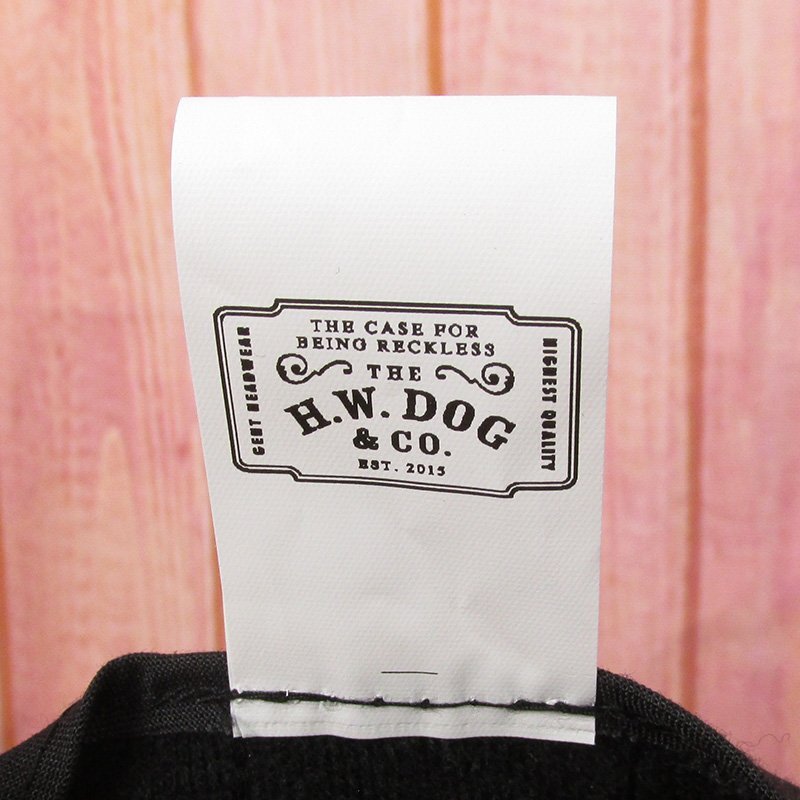 THE CASE FOR
BEING RECKLESS
THE
H.W. DOG
& CO.
EST. 2015
GENT HEADWEAR
HIGHEST QUALITY